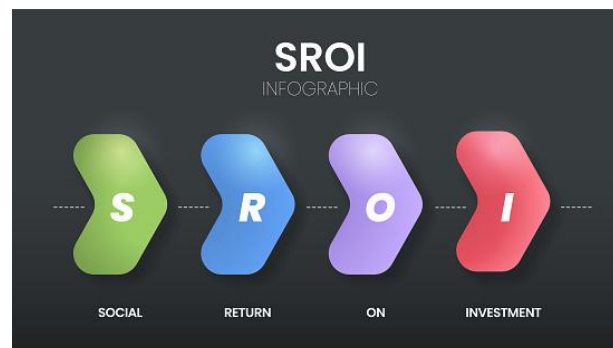 SROI
INFOGRAPHIC
S R O I
SOCIAL RETURN ON INVESTMENT